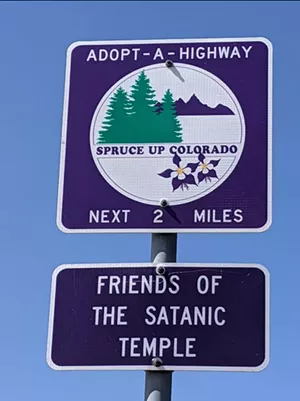 ADOPT-A-HIGHWAY
SPRUCE UP COLORADO
NEXT 2 MILES
FRIENDS OF
THE SATANIC
TEMPLE